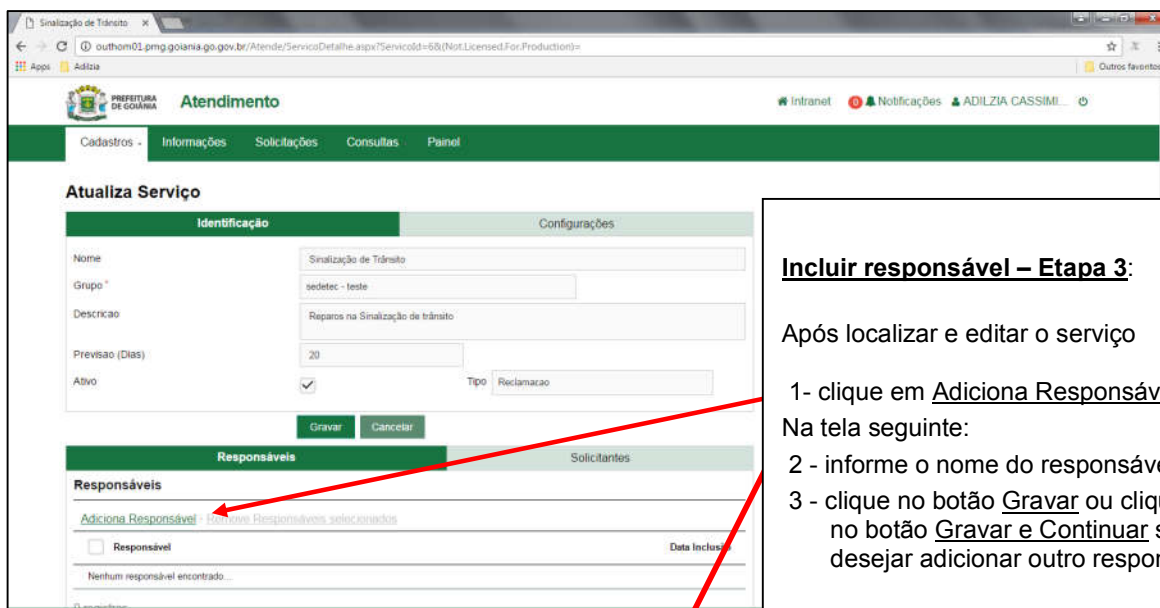 Sinalização de Trânsito
outhom01.pmg.goiania.go.gov.br/Atende/ServicoDetalhe.aspx?ServicoId=6&(Not.Licensed.For.Production)=
Apps Adilzia Outros favoritos
PREFEITURA DE GOIÂNIA Atendimento Intranet 0 Notificações ADILZIA CASSIMI...
Cadastros Informações Solicitações Consultas Painel
Atualiza Serviço
Identificação Configurações
Nome Sinalização de Trânsito
Grupo * sedetec - teste
Descricao Reparos na Sinalização de trânsito
Previsao (Dias) 20
Ativo Tipo Reclamacao
Gravar Cancelar
Responsáveis Solicitantes
Responsáveis
Adiciona Responsável - Remove Responsáveis selecionados
Responsável Data Inclusão
Nenhum responsável encontrado...
0 registros
Incluir responsável – Etapa 3:
Após localizar e editar o serviço
1- clique em Adiciona Responsáv
Na tela seguinte:
2 - informe o nome do responsáve
3 - clique no botão Gravar ou cliq
no botão Gravar e Continuar s
desejar adicionar outro respo